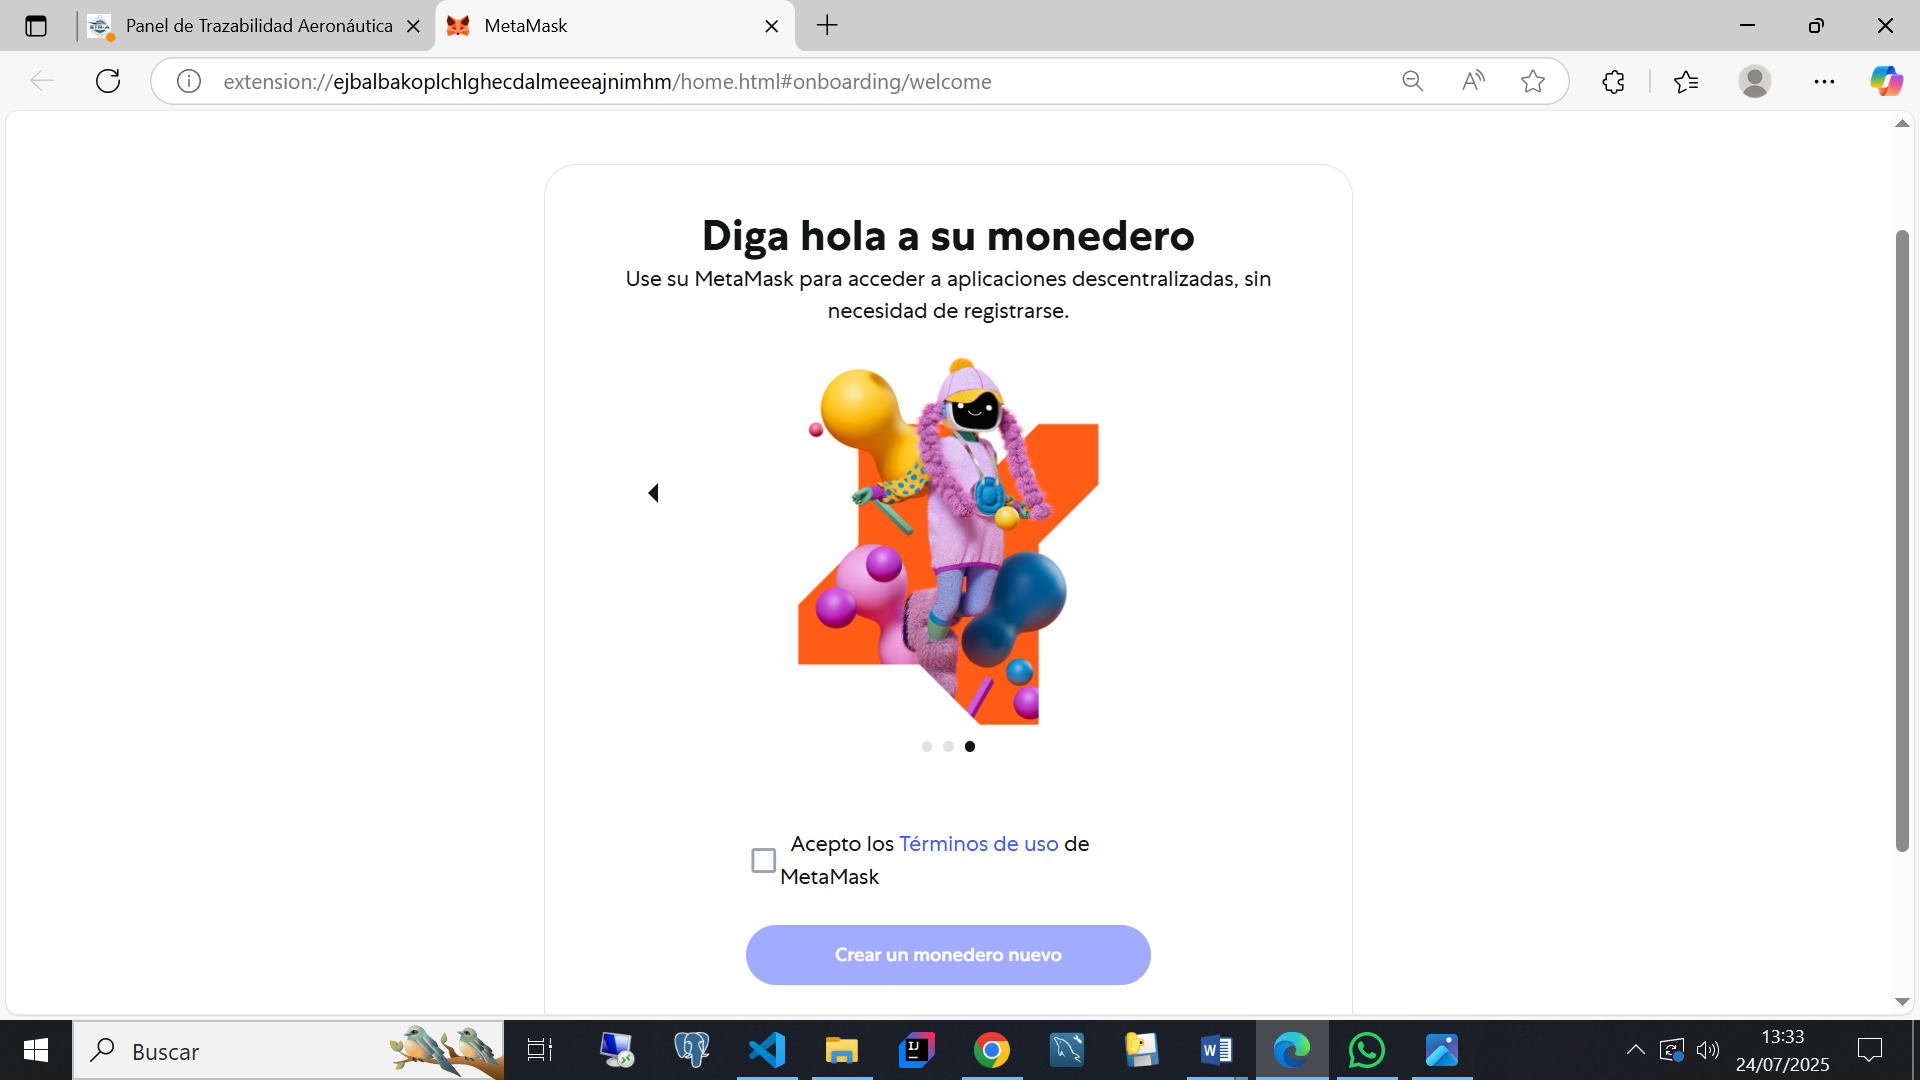 Panel de Trazabilidad Aeronáutica
MetaMask
extension://ejbalbakoplchlghecdalmeeeajnimhm/home.html#onboarding/welcome
Diga hola a su monedero
Use su MetaMask para acceder a aplicaciones descentralizadas, sin
necesidad de registrarse.
Acepto los Términos de uso de
MetaMask
Crear un monedero nuevo
Buscar
13:33
24/07/2025